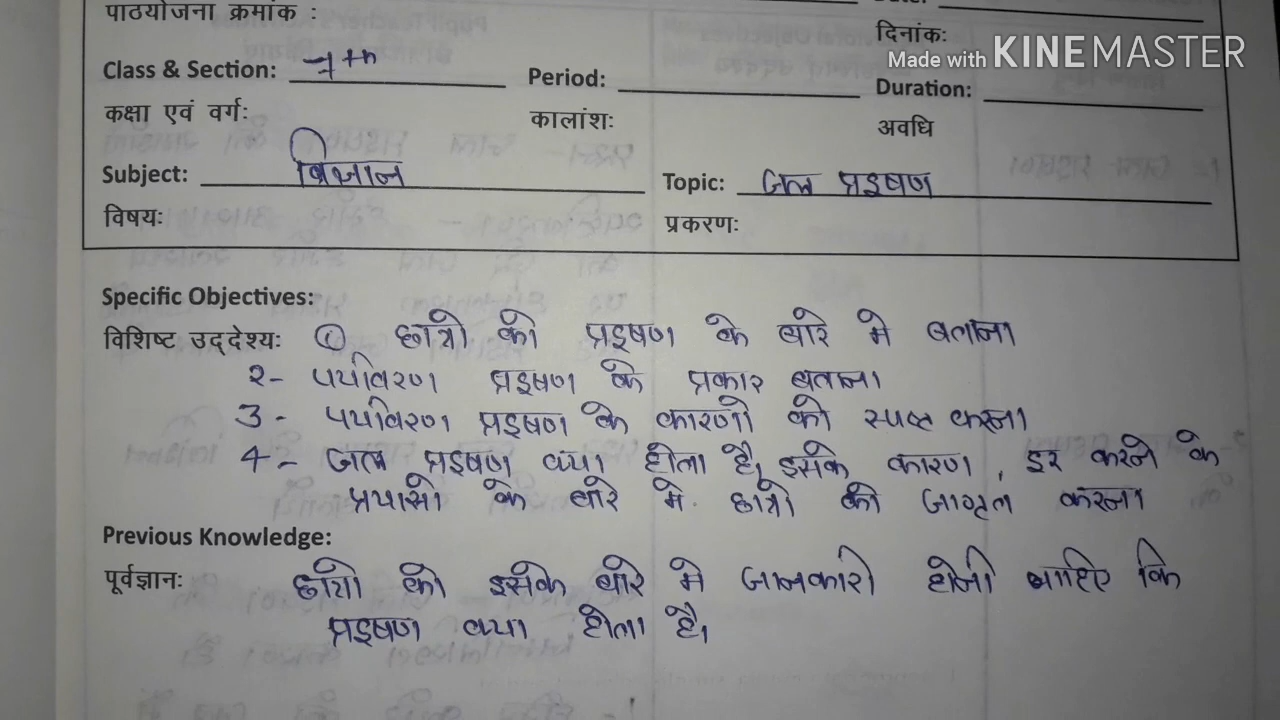 पाठयोजना क्रमांक :
दिनांकः
Made with KINEMASTER
Class & Section: 7th Period: Duration:
कक्षा एवं वर्गः कालांशः अवधि
Subject: विज्ञान Topic: जल प्रदूषण
विषयः प्रकरणः
Specific Objectives:
विशिष्ट उद्देश्यः ① छात्रो को प्रदूषण के बारे मे बताना
2- पर्यावरण प्रदूषण के प्रकार बताना।
3- पर्यावरण प्रदूषण के कारणो को स्पष्ट करना
4- जल प्रदूषण क्या होता है, इसके कारण, दूर करने के
प्रयासो के बारे मे छात्रो को जागृत करना।
Previous Knowledge:
पूर्वज्ञानः छात्रो को इसके बारे मे जानकारी होनी चाहिए कि
प्रदूषण क्या होता है।